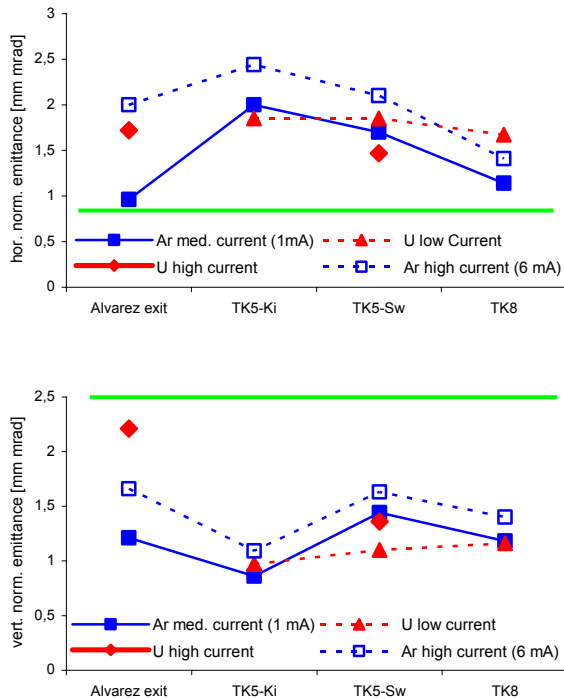 hor. norm. emittance [mm mrad]
3
2,5
2
1,5
1
0,5
0
Ar med. current (1mA)
U low Current
U high current
Ar high current (6 mA)
Alvarez exit
TK5-Ki
TK5-Sw
TK8
vert. norm. emittance [mm mrad]
2,5
2
1,5
1
0,5
0
Ar med. current (1 mA)
U low current
U high current
Ar high current (6 mA)
Alvarez exit
TK5-Ki
TK5-Sw
TK8